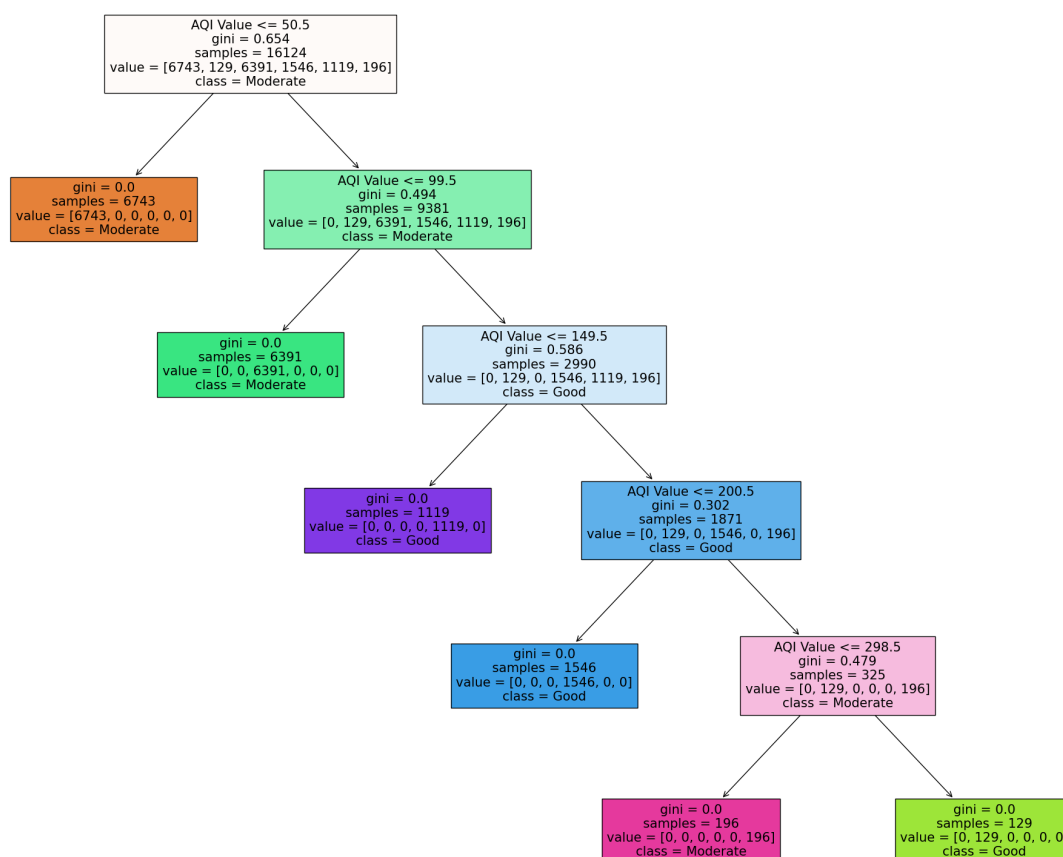 AQI Value <= 50.5
gini = 0.654
samples = 16124
value = [6743, 129, 6391, 1546, 1119, 196]
class = Moderate
gini = 0.0
samples = 6743
value = [6743, 0, 0, 0, 0, 0]
class = Moderate
AQI Value <= 99.5
gini = 0.494
samples = 9381
value = [0, 129, 6391, 1546, 1119, 196]
class = Moderate
gini = 0.0
samples = 6391
value = [0, 0, 6391, 0, 0, 0]
class = Moderate
AQI Value <= 149.5
gini = 0.586
samples = 2990
value = [0, 129, 0, 1546, 1119, 196]
class = Good
gini = 0.0
samples = 1119
value = [0, 0, 0, 0, 1119, 0]
class = Good
AQI Value <= 200.5
gini = 0.302
samples = 1871
value = [0, 129, 0, 1546, 0, 196]
class = Good
gini = 0.0
samples = 1546
value = [0, 0, 0, 1546, 0, 0]
class = Good
AQI Value <= 298.5
gini = 0.479
samples = 325
value = [0, 129, 0, 0, 0, 196]
class = Moderate
gini = 0.0
samples = 196
value = [0, 0, 0, 0, 0, 196]
class = Moderate
gini = 0.0
samples = 129
value = [0, 129, 0, 0, 0, 0]
class = Good